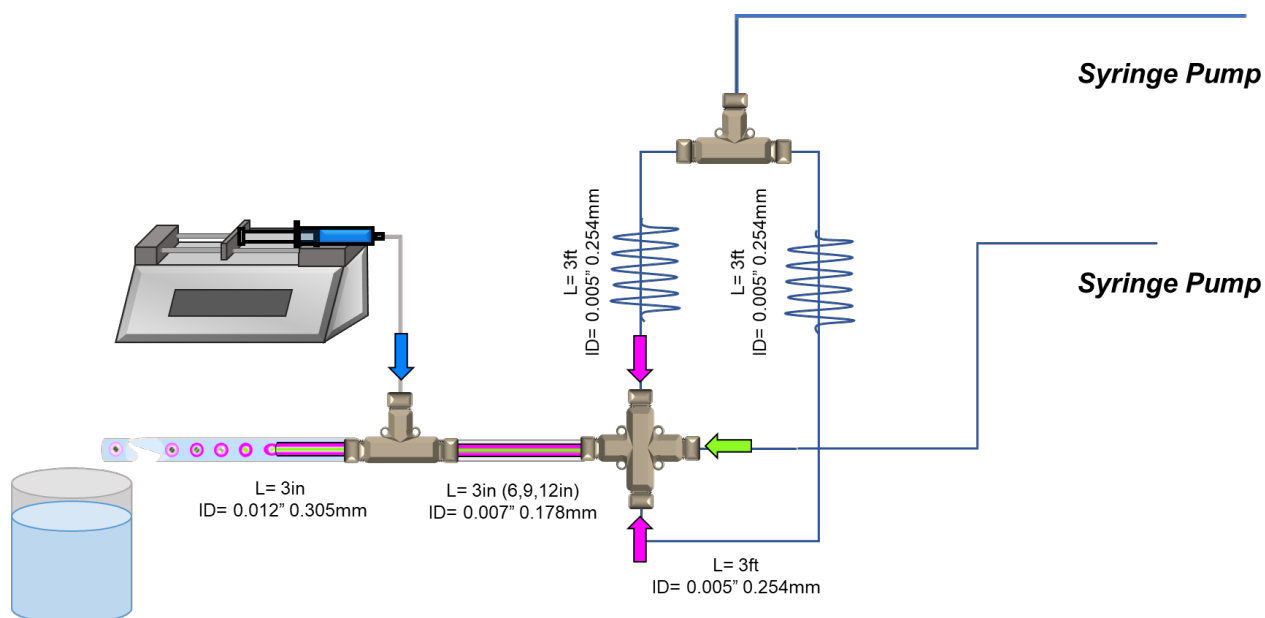 Syringe Pump
L= 3ft
ID= 0.005” 0.254mm
L= 3ft
ID= 0.005” 0.254mm
Syringe Pump
L= 3in
ID= 0.012” 0.305mm
L= 3in (6,9,12in)
ID= 0.007” 0.178mm
L= 3ft
ID= 0.005” 0.254mm